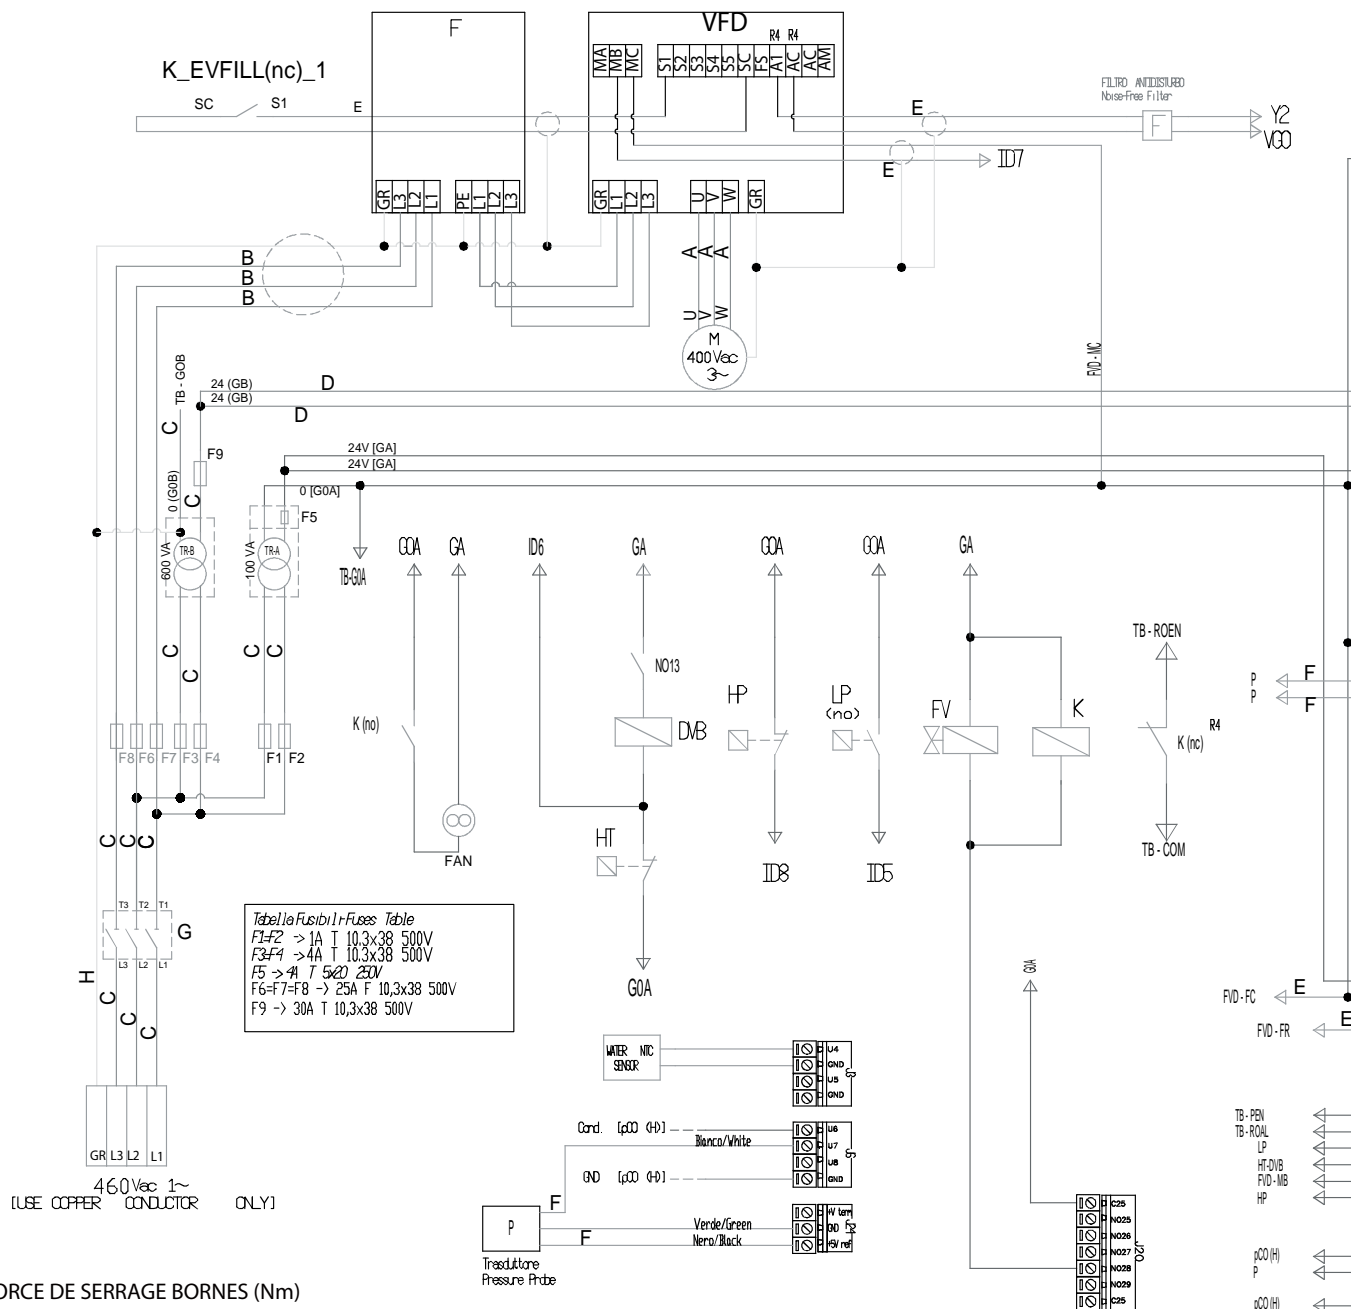 F
VFD
K_EVFILL(nc)_1
SC
S1
E
MA
MB
MC
S1
S2
S3
S4
S5
SC
FS
A1
AC
AC
AM
R4
R4
FILTRO ANTIDISTURBO
Noise-Free Filter
F
Y2
VG0
E
E
ID7
GR
L3
L2
L1
PE
L1
L2
L3
GR
L1
L2
L3
U
V
W
GR
A
A
A
U
V
W
M
400Vac
3~
FVD - MC
B
B
B
TB - GOB
24 (GB)
24 (GB)
D
D
C
F9
0 (G0B)
C
24V [GA]
24V [GA]
0 [G0A]
F5
600 VA
TR-B
100 VA
TR-A
TB-G0A
G0A
GA
ID6
GA
G0A
G0A
GA
C
C
C
C
K (no)
NO13
DVB
HP
LP
(no)
FV
K
TB - ROEN
K (nc)
R4
TB - COM
P
P
F
F
F8
F6
F7
F3
F4
F1
F2
C
C
C
FAN
HT
ID8
ID5
T3
T2
T1
G
L3
L2
L1
H
C
C
C
Tabella Fusibili-Fuses Table
F1=F2 -> 1A T 10.3x38 500V
F3=F4 -> 4A T 10.3x38 500V
F5 -> 4A T 5x20 250V
F6=F7=F8 -> 25A F 10,3x38 500V
F9 -> 30A T 10,3x38 500V
G0A
G0A
FVD - FC
E
E
FVD - FR
WATER NTC
SENSOR
U4
GND
U5
GND
J3
Cond. [pCO (H)]
Bianco/White
GND [pCO (H)]
U6
U7
U8
GND
F
F
P
Trasduttore
Pressure Probe
Verde/Green
Nero/Black
+V term
GND
+5V ref
GR
L3
L2
L1
460Vac 1~
[USE COPPER CONDUCTOR ONLY]
C25
NO25
NO26
NO27
NO28
NO29
C25
J20
TB - PEN
TB - ROAL
LP
HT-DVB
FVD - MB
HP
pCO (H)
P
pCO (H)
ORCE DE SERRAGE BORNES (Nm)